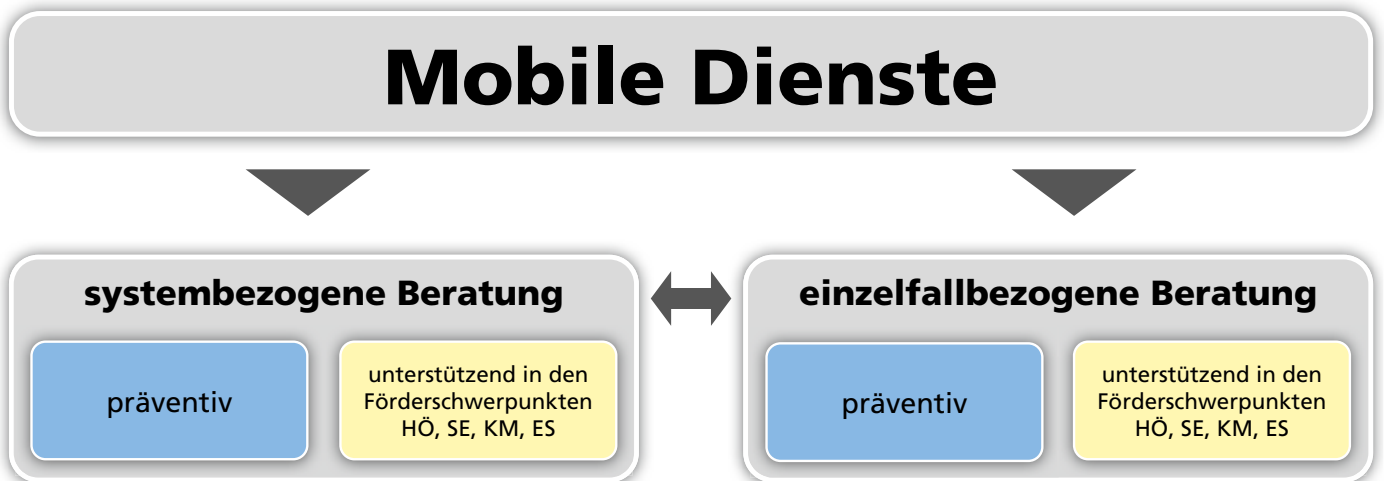 Mobile Dienste
systembezogene Beratung
präventiv
unterstützend in den
Förderschwerpunkten
HÖ, SE, KM, ES
einzelfallbezogene Beratung
präventiv
unterstützend in den
Förderschwerpunkten
HÖ, SE, KM, ES